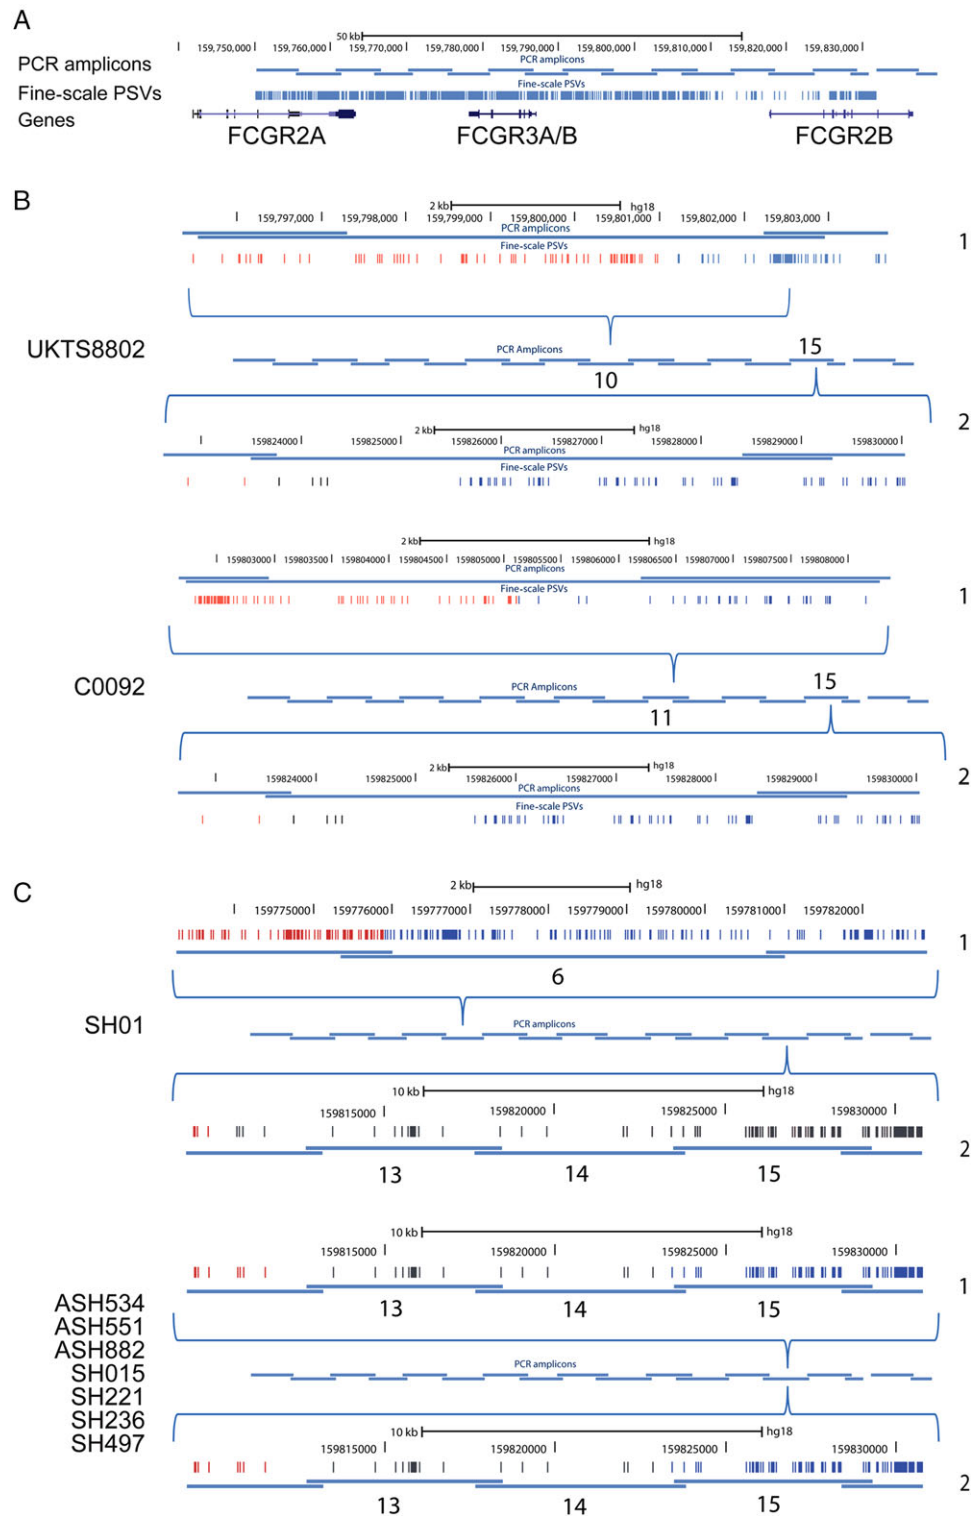 A
50 kb
159,750,000 159,760,000 159,770,000 159,780,000 159,790,000 159,800,000 159,810,000 159,820,000 159,830,000
PCR amplicons
PCR amplicons
Fine-scale PSVs
Fine-scale PSVs
Genes
FCGR2A FCGR3A/B FCGR2B
B
2 kb hg18
159,797,000 159,798,000 159,799,000 159,800,000 159,801,000 159,802,000 159,803,000
PCR amplicons
1
Fine-scale PSVs
UKTS8802
PCR Amplicons
15
10
2
2 kb hg18
159824000 159825000 159826000 159827000 159828000 159829000 159830000
PCR amplicons
Fine-scale PSVs
2 kb hg18
159803000 159803500 159804000 159804500 159805000 159805500 159806000 159806500 159807000 159807500 159808000
PCR amplicons
Fine-scale PSVs
1
C0092
PCR Amplicons
15
11
2 kb hg18
2
159824000 159825000 159826000 159827000 159828000 159829000 159830000
PCR amplicons
Fine-scale PSVs
C
2 kb hg18
159775000 159776000 159777000 159778000 159779000 159780000 159781000 159782000
1
6
SH01
PCR amplicons
10 kb hg18
159815000 159820000 159825000 159830000
2
13 14 15
10 kb hg18
159815000 159820000 159825000 159830000
1
13 14 15
ASH534
ASH551
ASH882
SH015
SH221
SH236
SH497
PCR amplicons
10 kb hg18
159815000 159820000 159825000 159830000
2
13 14 15